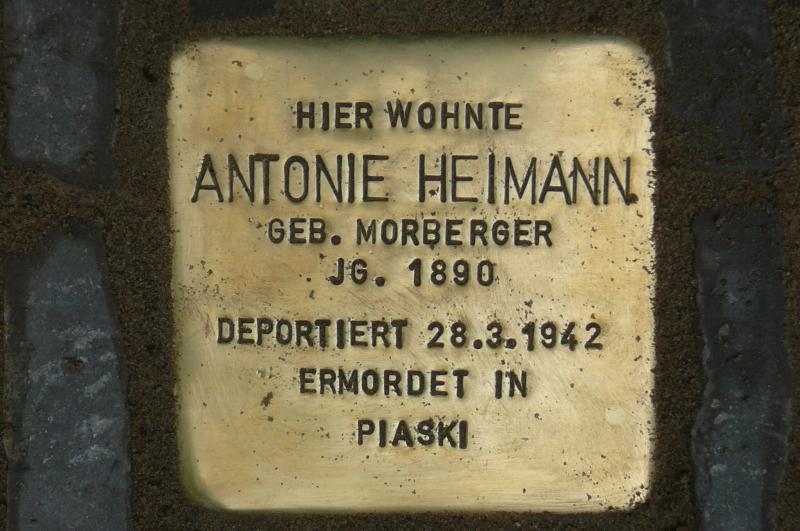 HIER WOHNTE
ANTONIE HEIMANN
GEB. MORBERGER
JG. 1890
DEPORTIERT 28.3.1942
ERMORDET IN
PIASKI